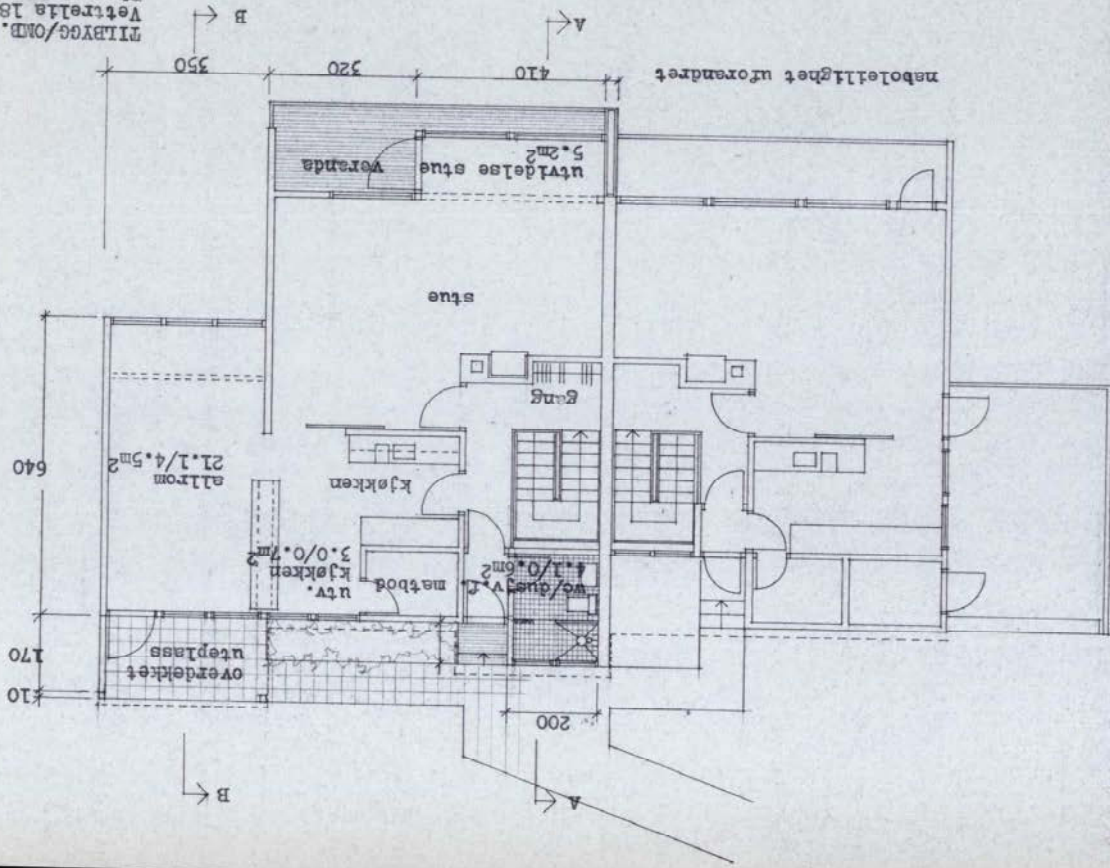 A
B
200
10
overdekket
uteplass
170
wc/dusj v.f.
4.1/0.6m²
matbod
utv.
kjøkken
3.0/0.7m²
kjøkken
allrom
21.1/4.5m²
640
gang
stue
utvidelse stue
5.2m²
veranda
naboleilighet uforandret
410
320
350
A
B
TILBYGG/OMB.
Vettrelia 18